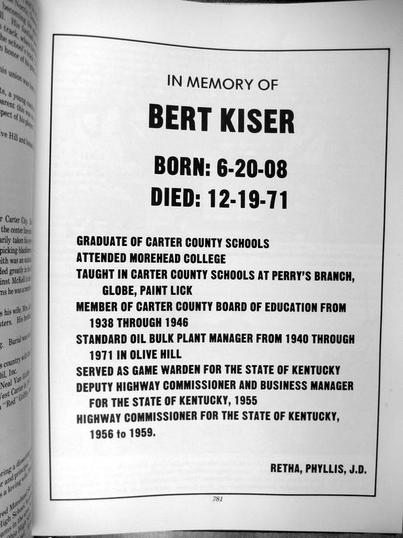 IN MEMORY OF
BERT KISER
BORN: 6-20-08
DIED: 12-19-71
GRADUATE OF CARTER COUNTY SCHOOLS
ATTENDED MOREHEAD COLLEGE
TAUGHT IN CARTER COUNTY SCHOOLS AT PERRY'S BRANCH,
GLOBE, PAINT LICK
MEMBER OF CARTER COUNTY BOARD OF EDUCATION FROM
1938 THROUGH 1946
STANDARD OIL BULK PLANT MANAGER FROM 1940 THROUGH
1971 IN OLIVE HILL
SERVED AS GAME WARDEN FOR THE STATE OF KENTUCKY
DEPUTY HIGHWAY COMMISSIONER AND BUSINESS MANAGER
FOR THE STATE OF KENTUCKY, 1955
HIGHWAY COMMISSIONER FOR THE STATE OF KENTUCKY,
1956 to 1959.
RETHA, PHYLLIS, J.D.
781